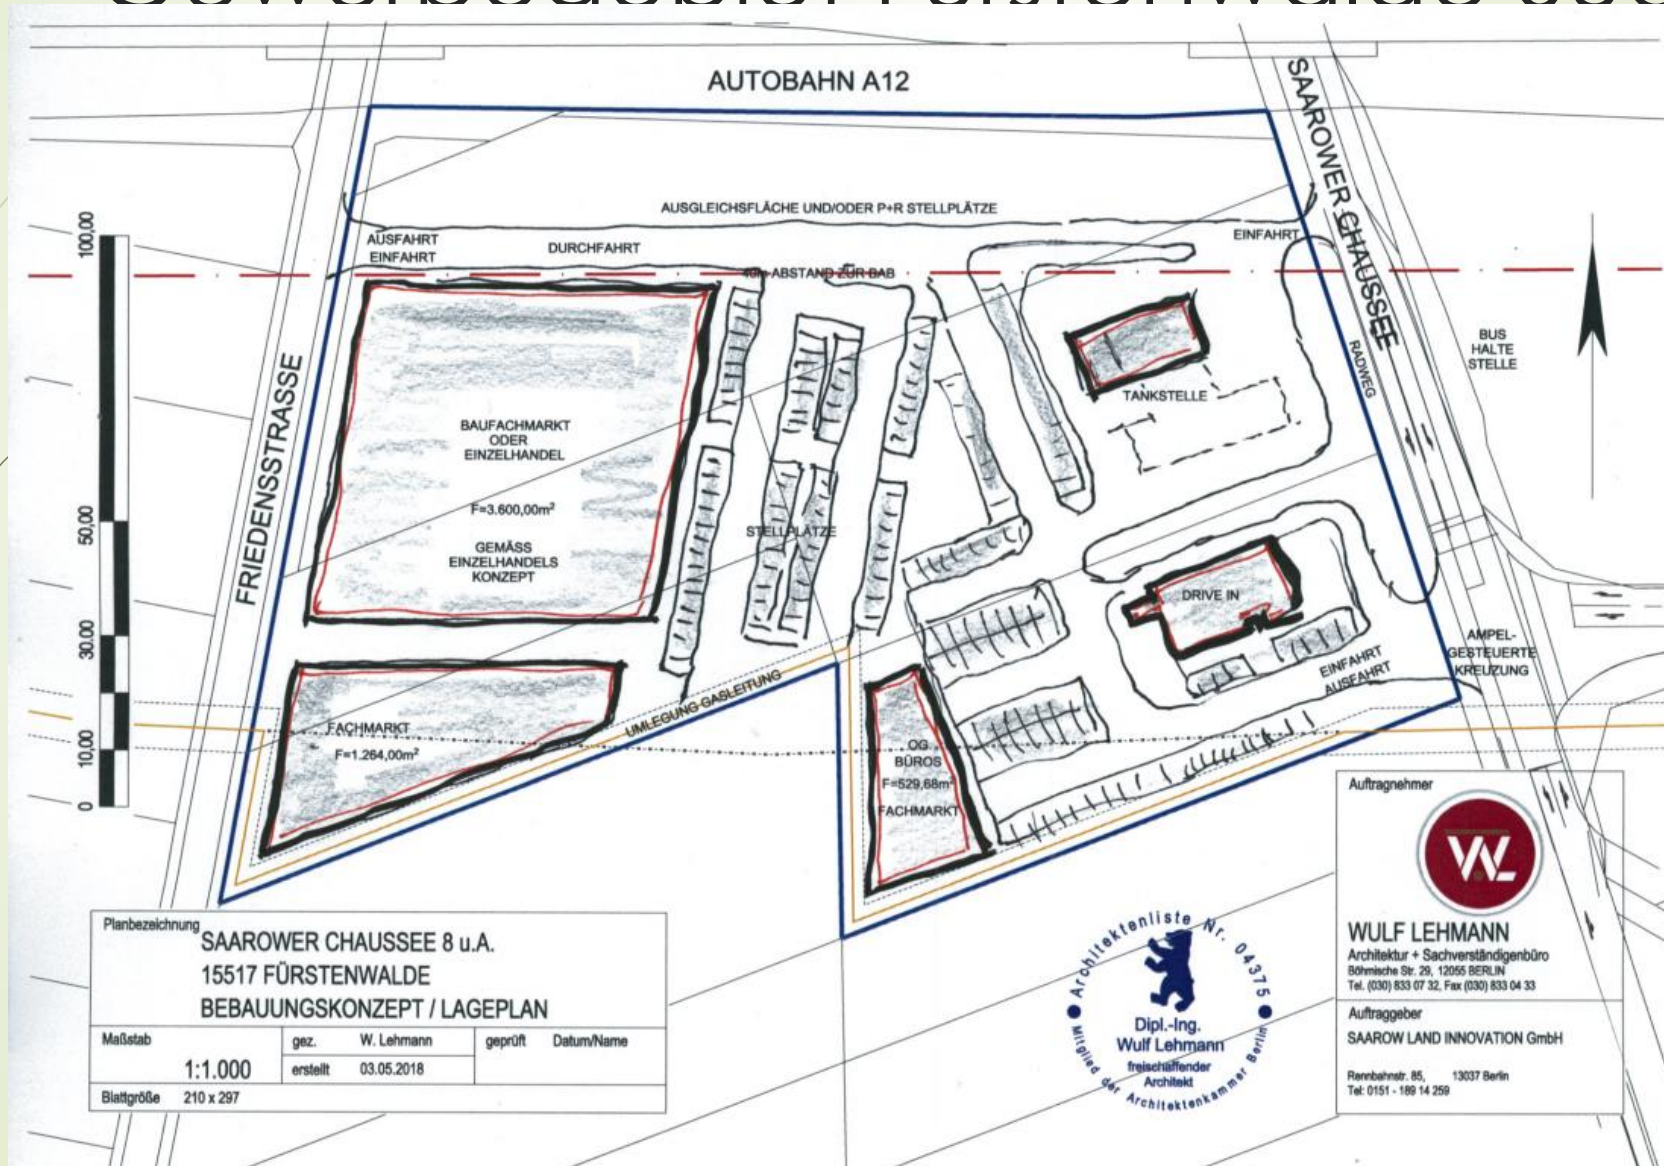 AUTOBAHN A12
SAAROWER CHAUSSEE
AUSGLEICHSFLÄCHE UND/ODER P+R STELLPLÄTZE
AUSFAHRT
EINFAHRT
DURCHFAHRT
EINFAHRT
40m ABSTAND ZUR BAB
100,00
50,00
30,00
10,00
0
FRIEDENSSTRASSE
BAUFACHMARKT
ODER
EINZELHANDEL
F=3.600,00m²
GEMÄSS
EINZELHANDELS
KONZEPT
STELLPLÄTZE
TANKSTELLE
RADWEG
BUS
HALTE
STELLE
DRIVE IN
EINFAHRT
AUSFAHRT
AMPEL-
GESTEUERTE
KREUZUNG
UMLEGUNG GASLEITUNG
FACHMARKT
F=1.264,00m²
OG
BÜROS
F=529,68m²
FACHMARKT
Planbezeichnung
SAAROWER CHAUSSEE 8 u.A.
15517 FÜRSTENWALDE
BEBAUUNGSKONZEPT / LAGEPLAN
Maßstab
1:1.000
gez. W. Lehmann
erstellt 03.05.2018
geprüft Datum/Name
Blattgröße 210 x 297
Architektenliste Nr. 04375
Dipl.-Ing.
Wulf Lehmann
freischaffender
Architekt
Mitglied der Architektenkammer Berlin
Auftragnehmer
WL
WULF LEHMANN
Architektur + Sachverständigenbüro
Böhmische Str. 29, 12055 BERLIN
Tel. (030) 833 07 32, Fax (030) 833 04 33
Auftraggeber
SAAROW LAND INNOVATION GmbH
Rennbahnstr. 85, 13037 Berlin
Tel: 0151 - 189 14 259